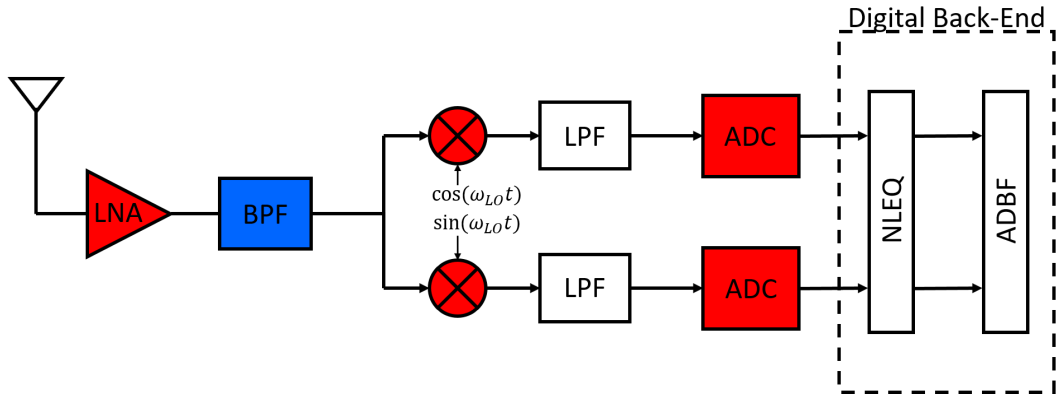 Digital Back-End
LNA
BPF
cos(ω_LO t)
sin(ω_LO t)
LPF
ADC
LPF
ADC
NLEQ
ADBF